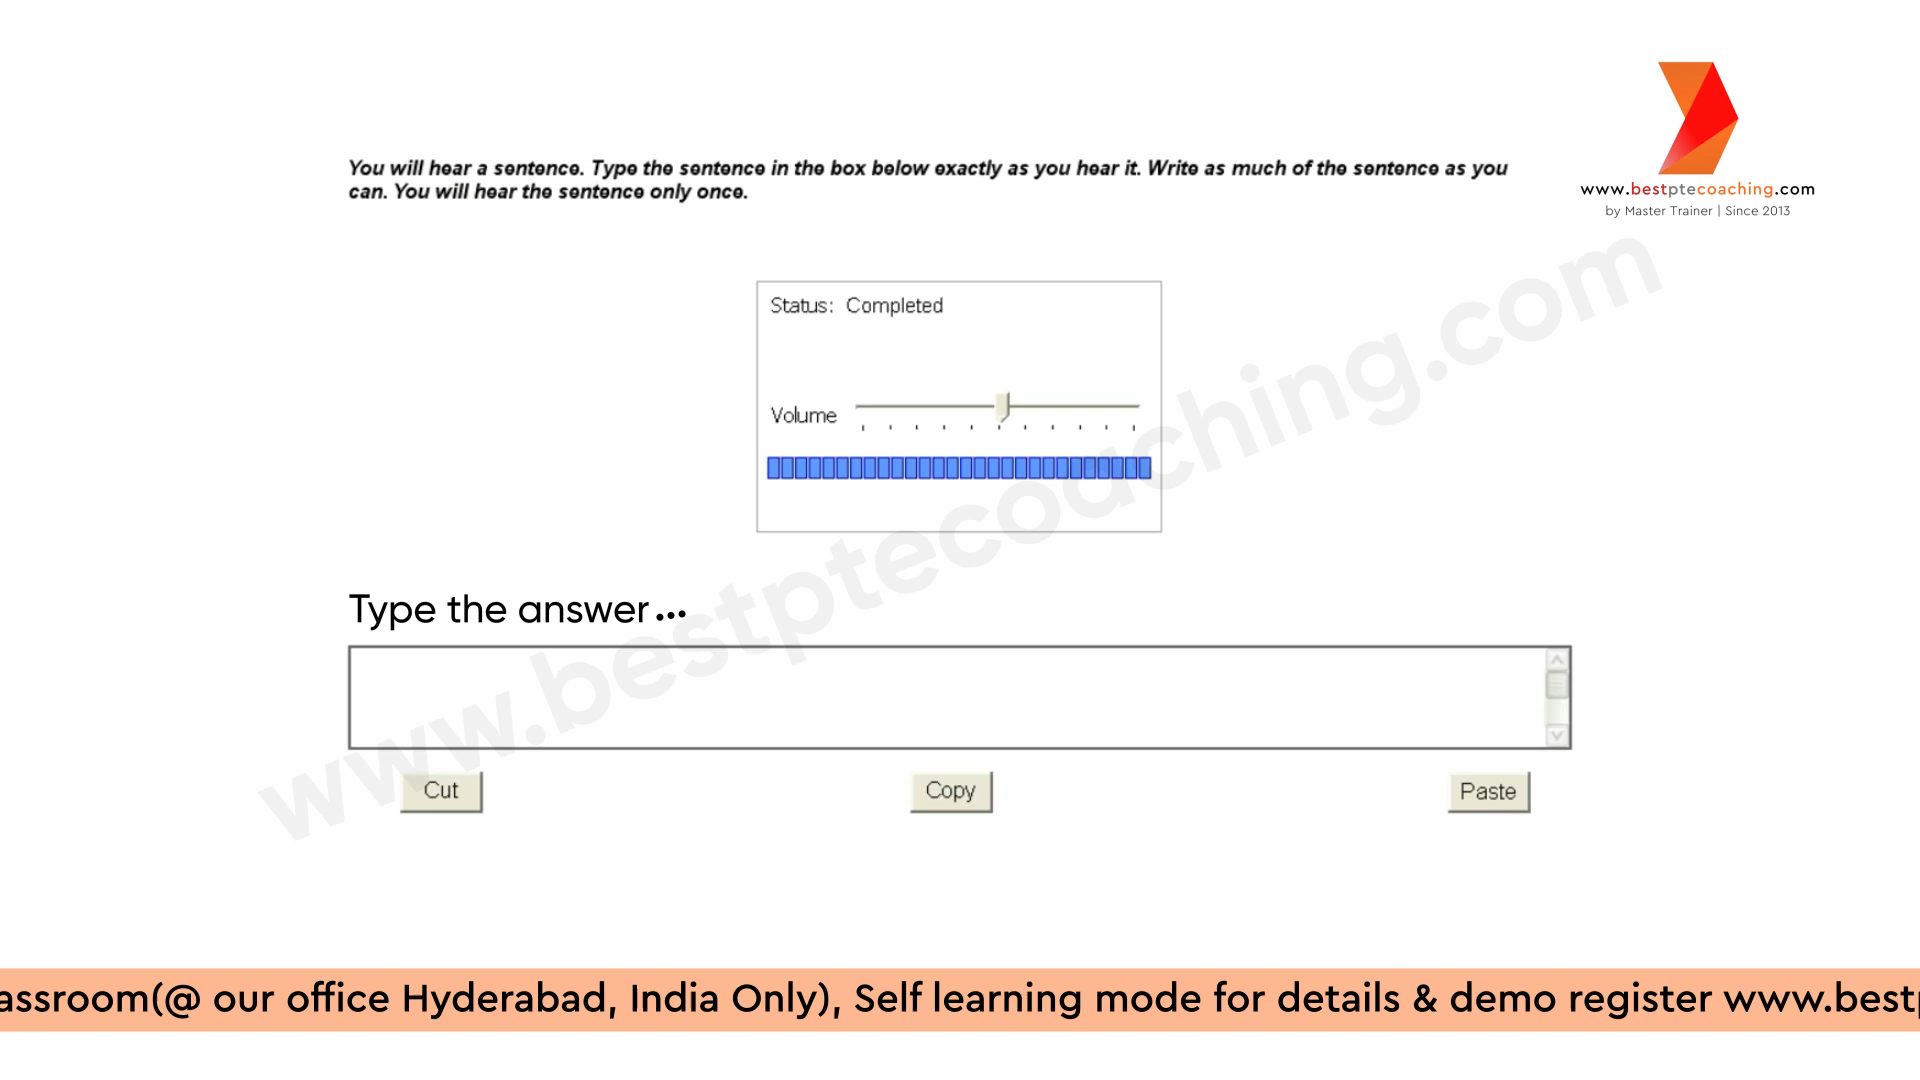 You will hear a sentence. Type the sentence in the box below exactly as you hear it. Write as much of the sentence as you
can. You will hear the sentence only once.
www.bestptecoaching.com
by Master Trainer | Since 2013
Status: Completed
Volume
www.bestptecoaching.com
Type the answer...
Cut
Copy
Paste
assroom(@ our office Hyderabad, India Only), Self learning mode for details & demo register www.best